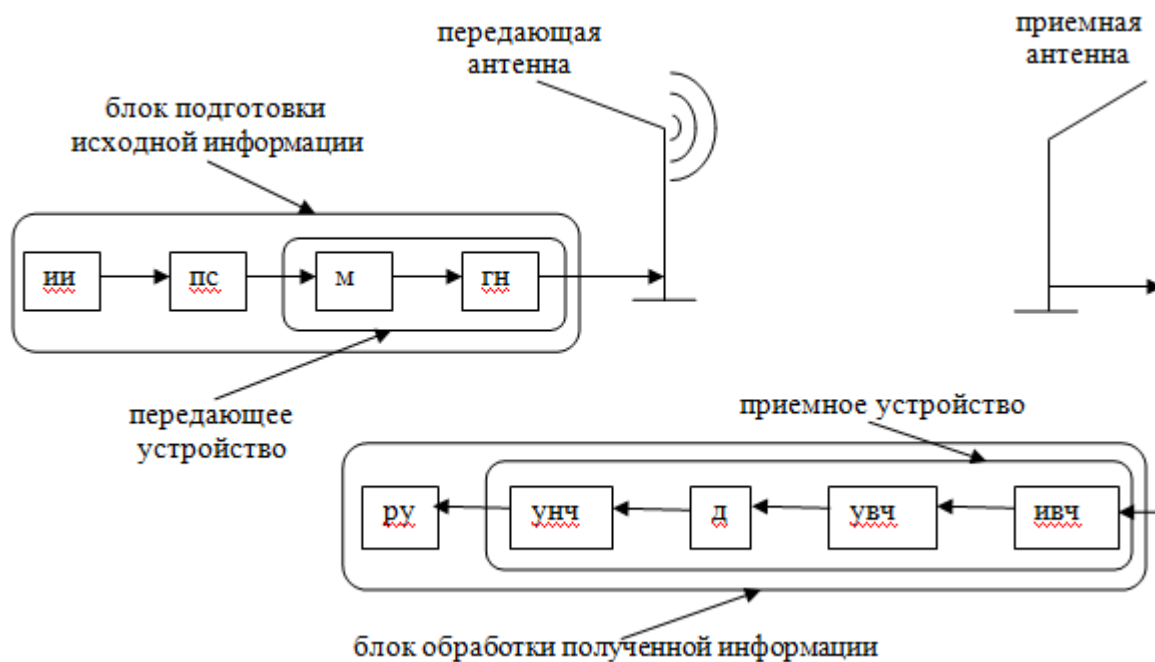 передающая
антенна
приемная
антенна
блок подготовки
исходной информации
ии
пс
м
гн
передающее
устройство
приемное устройство
ру
унч
д
увч
ивч
блок обработки полученной информации